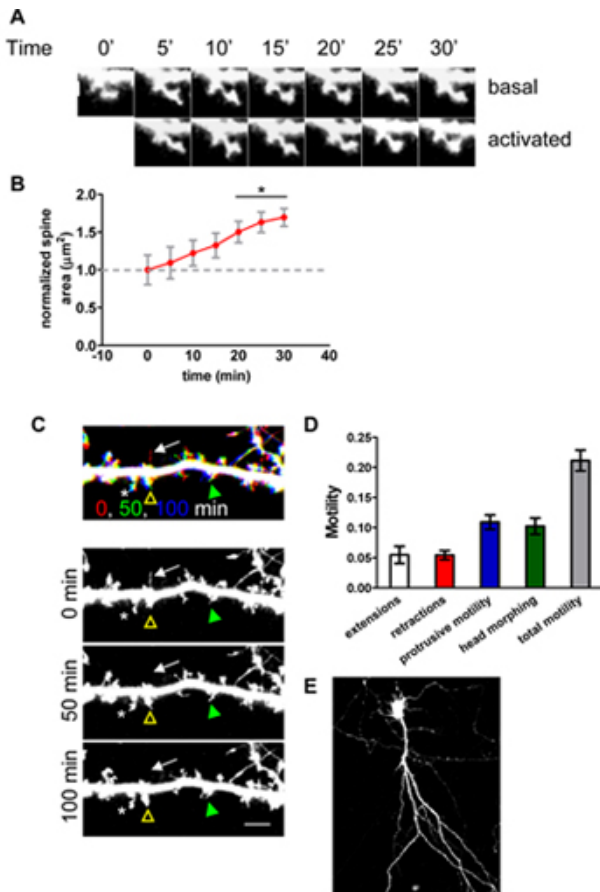 A
Time 0' 5' 10' 15' 20' 25' 30'
basal
activated
B
*
normalized spine
area (µm²)
2.0
1.5
1.0
0.5
0.0
-10 0 10 20 30 40
time (min)
C
*
0, 50, 100 min
0 min
*
50 min
*
100 min
*
D
Motility
0.25
0.20
0.15
0.10
0.05
0.00
extensions
retractions
protrusive motility
head morphing
total motility
E